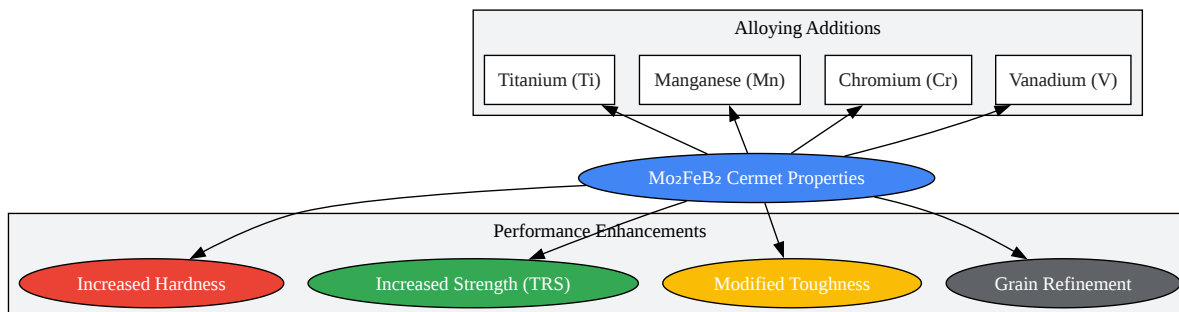 Alloying Additions
Titanium (Ti)
Manganese (Mn)
Chromium (Cr)
Vanadium (V)
Mo₂FeB₂ Cermet Properties
Performance Enhancements
Increased Hardness
Increased Strength (TRS)
Modified Toughness
Grain Refinement